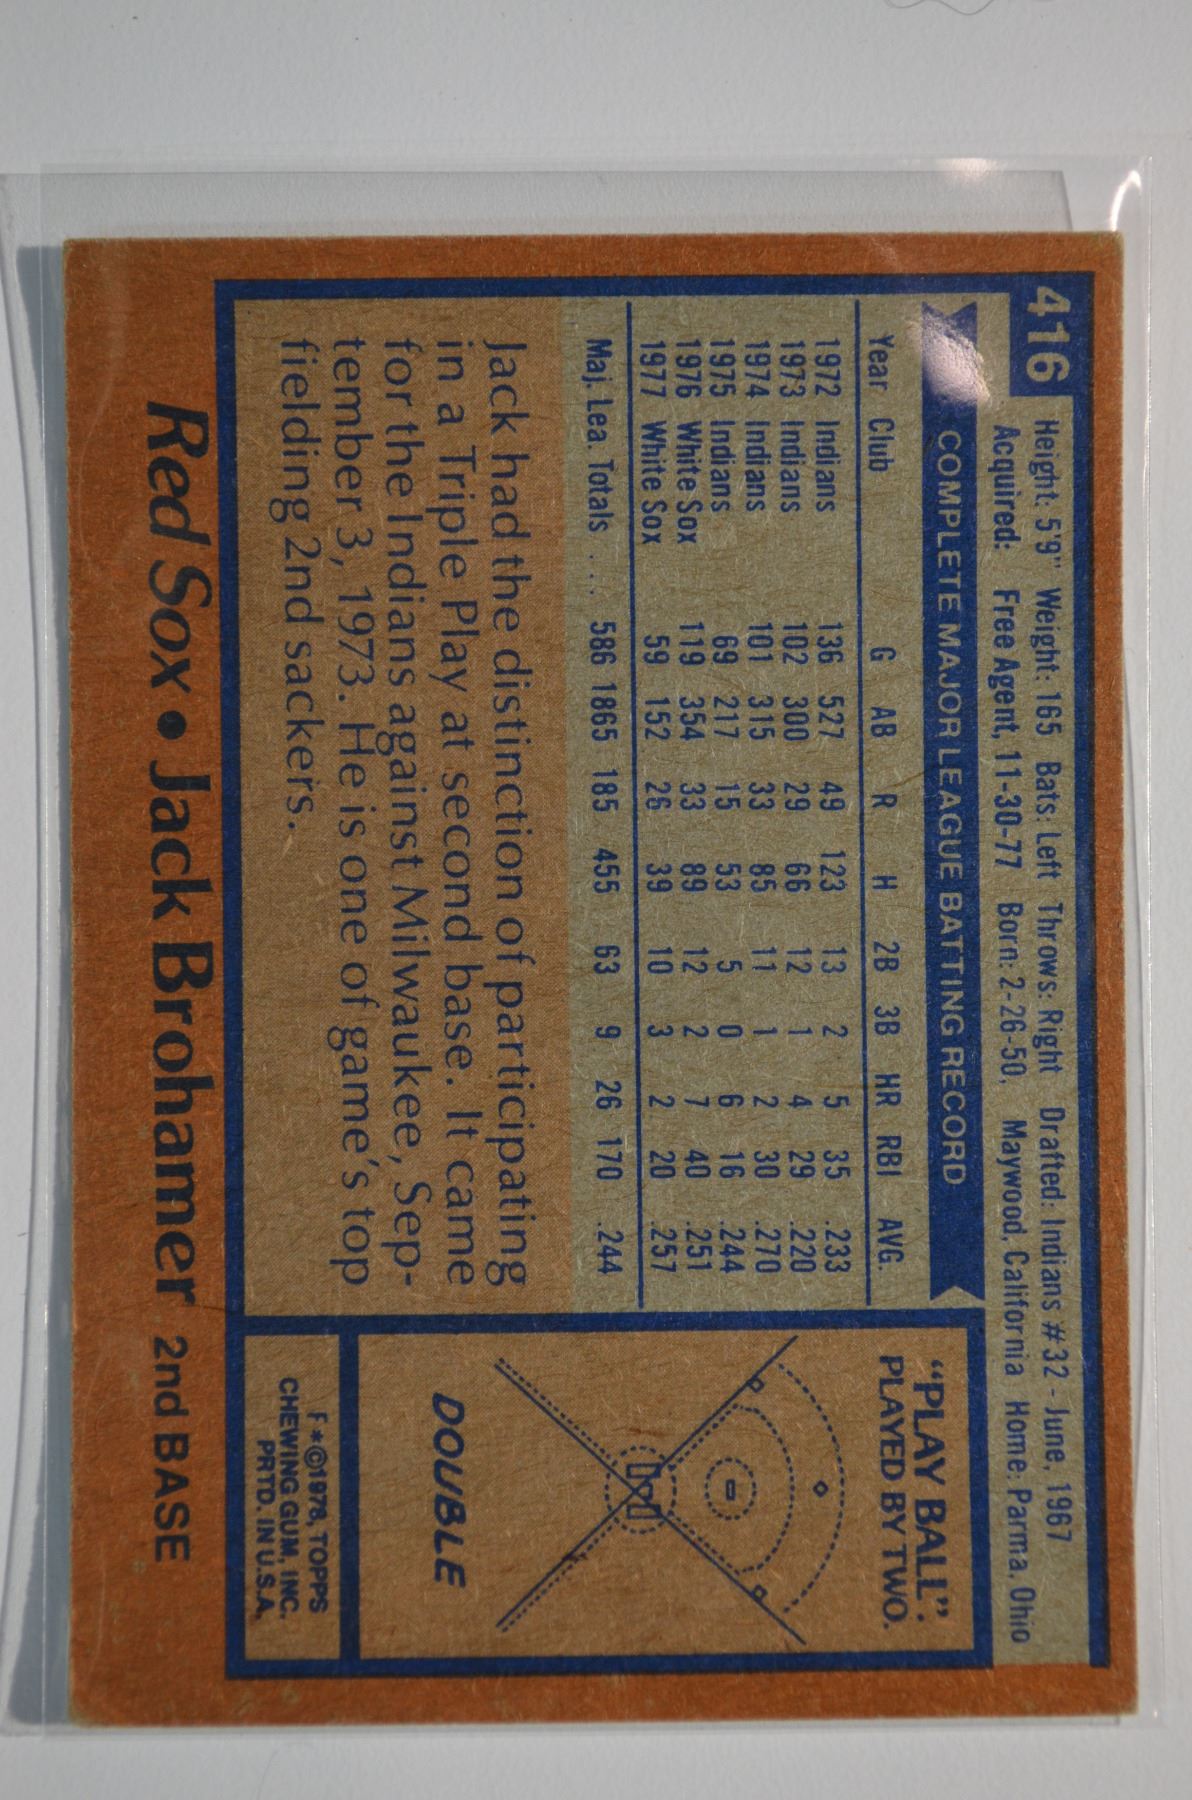 416
Height: 5'9" Weight: 165 Bats: Left Throws: Right Drafted: Indians #32 - June, 1967
Acquired: Free Agent, 11-30-77 Born: 2-26-50, Maywood, California Home: Parma, Ohio
COMPLETE MAJOR LEAGUE BATTING RECORD
Year Club G AB R H 2B 3B HR RBI AVG.
1972 Indians 136 527 49 123 13 2 5 35 .233
1973 Indians 102 300 29 66 12 1 4 29 .220
1974 Indians 101 315 33 85 11 1 2 30 .270
1975 Indians 69 217 15 53 5 0 6 16 .244
1976 White Sox 119 354 33 89 12 2 7 40 .251
1977 White Sox 59 152 26 39 10 3 2 20 .257
Maj. Lea. Totals . . . 586 1865 185 455 63 9 26 170 .244
Jack had the distinction of participating
in a Triple Play at second base. It came
for the Indians against Milwaukee, Sep-
tember 3, 1973. He is one of game's top
fielding 2nd sackers.
"PLAY BALL":
PLAYED BY TWO.
DOUBLE
F*©1978, TOPPS
CHEWING GUM, INC.
PRTD. IN U.S.A.
Red Sox • Jack Brohamer 2nd BASE